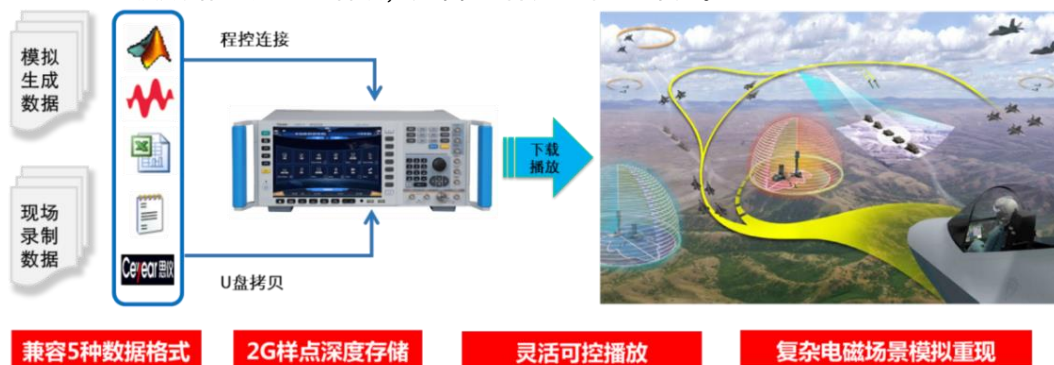 模拟
生成
数据
现场
录制
数据
Ceyear思仪
程控连接
U盘拷贝
下载
播放
兼容5种数据格式
2G样点深度存储
灵活可控播放
复杂电磁场景模拟重现